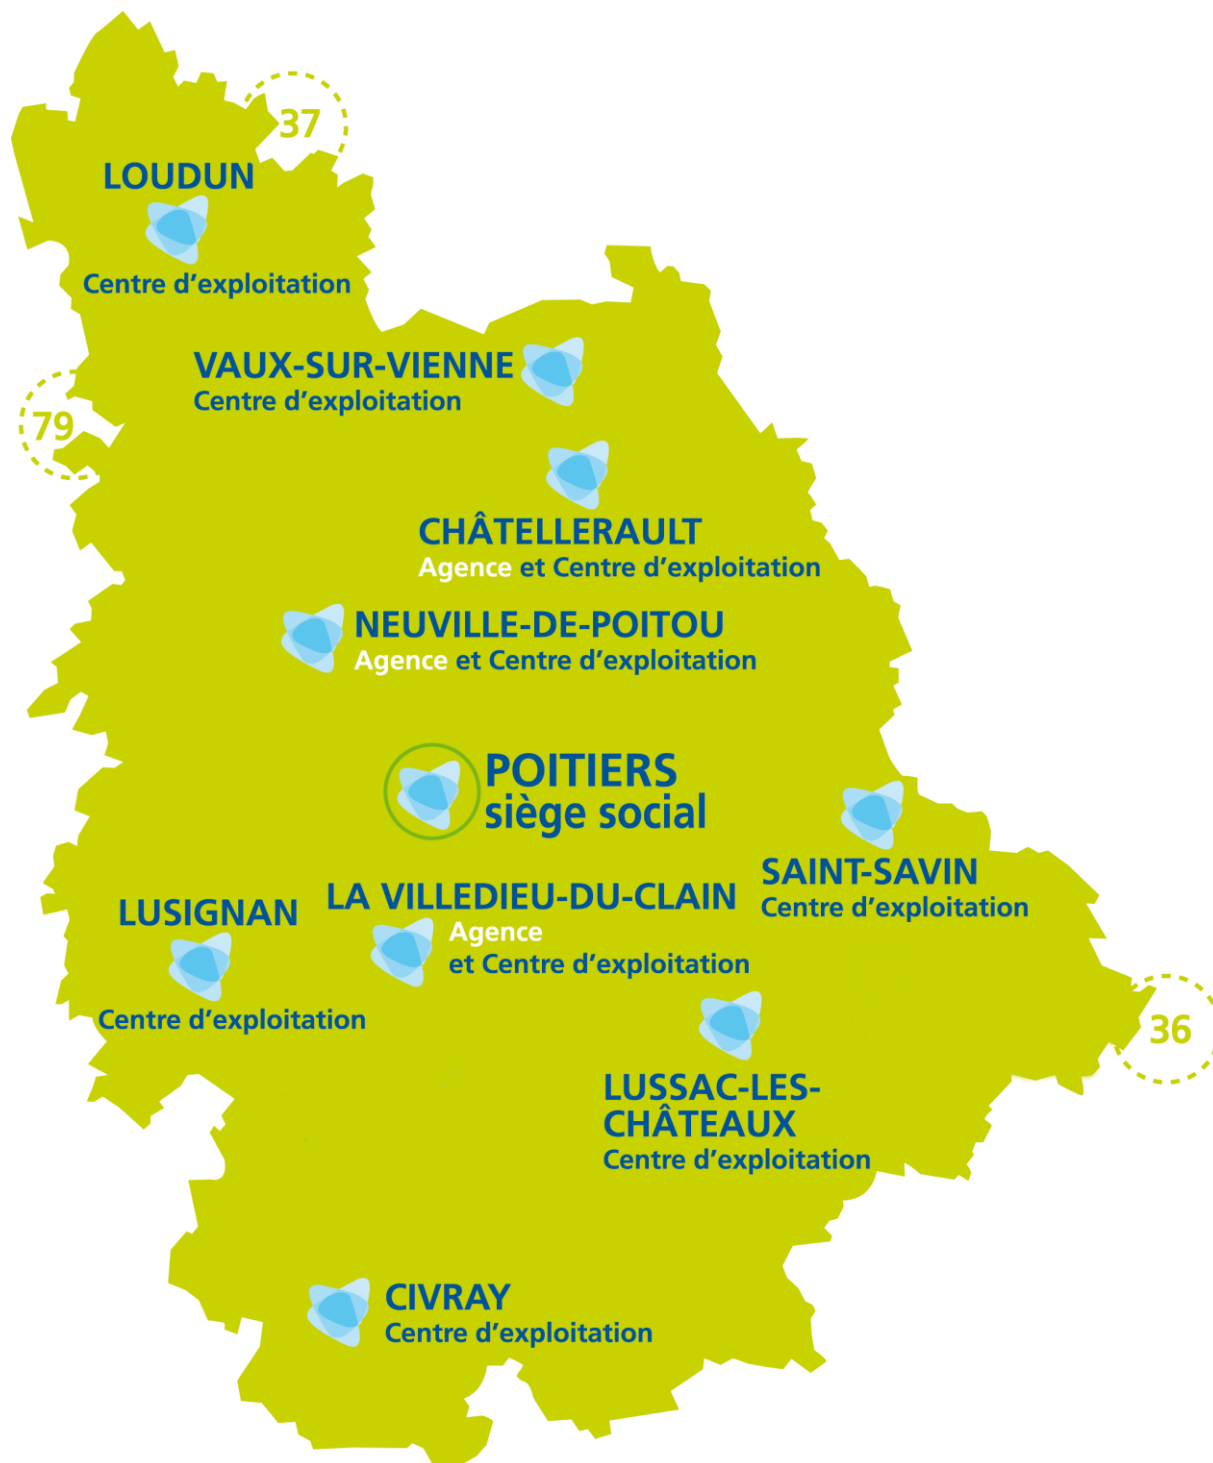 37
LOUDUN
Centre d’exploitation
VAUX-SUR-VIENNE
Centre d’exploitation
79
CHÂTELLERAULT
Agence et Centre d’exploitation
NEUVILLE-DE-POITOU
Agence et Centre d’exploitation
POITIERS
siège social
SAINT-SAVIN
Centre d’exploitation
LA VILLEDIEU-DU-CLAIN
Agence
et Centre d’exploitation
LUSIGNAN
Centre d’exploitation
36
LUSSAC-LES-
CHÂTEAUX
Centre d’exploitation
CIVRAY
Centre d’exploitation